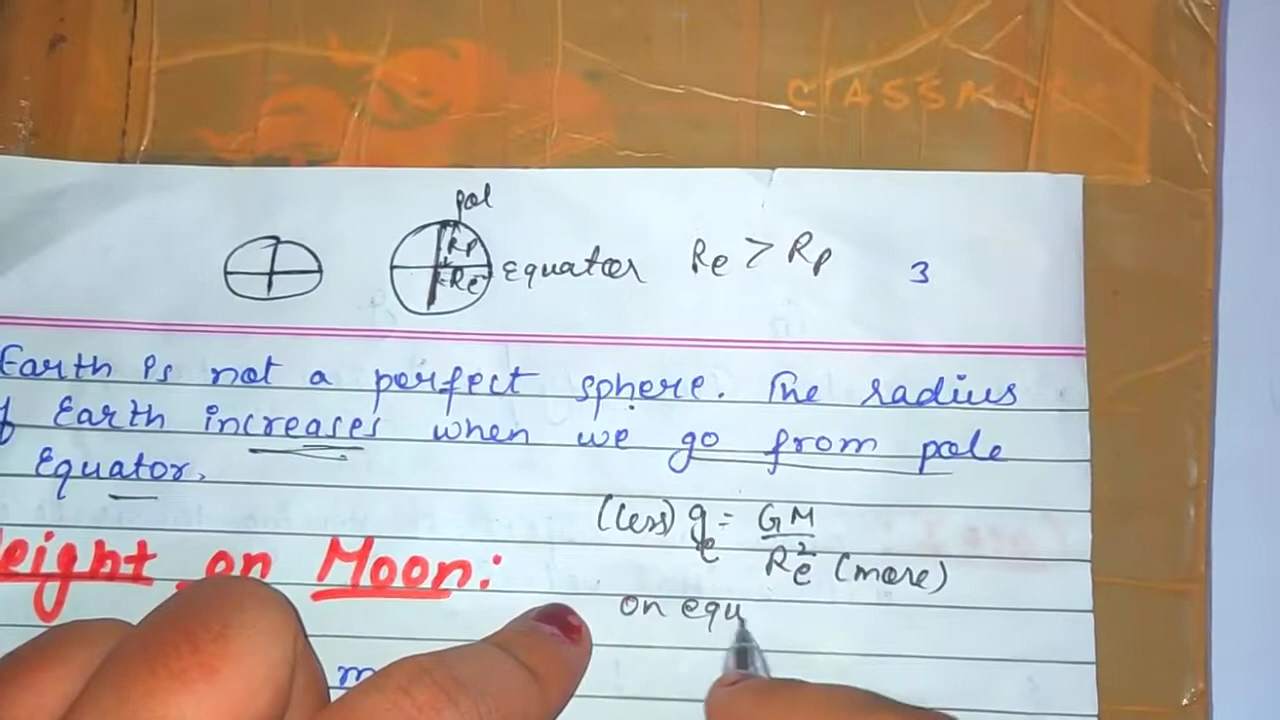 CLASSM
pol
Rp
Re
Equator Re > Rp 3
Earth Ps not a perfect sphere. The radius
Earth increases when we go from pole
Equator.
(less) ge = GM/Re² (more)
eight on Moon:
on equ
m